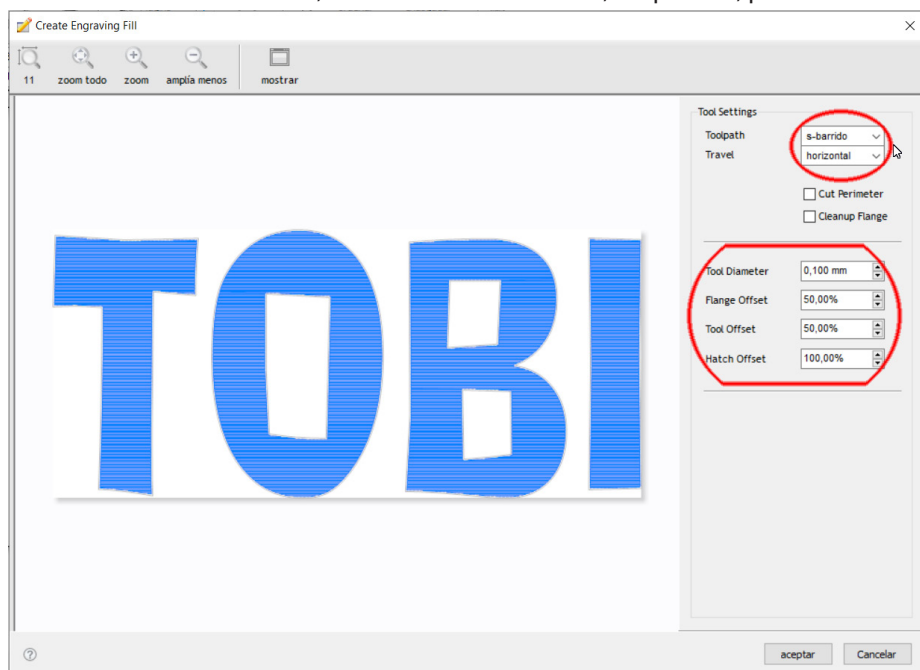 Create Engraving Fill
11 zoom todo zoom amplía menos mostrar
Tool Settings
Toolpath s-barrido
Travel horizontal
Cut Perimeter
Cleanup Flange
Tool Diameter 0,100 mm
Flange Offset 50,00%
Tool Offset 50,00%
Hatch Offset 100,00%
TOBI
? aceptar Cancelar